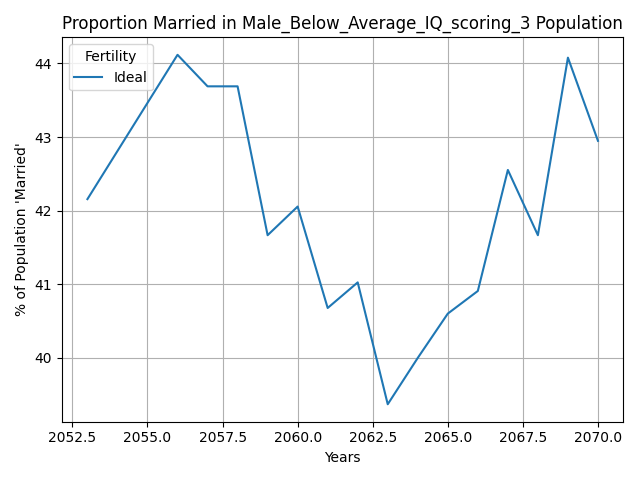 Proportion Married in Male_Below_Average_IQ_scoring_3 Population
Fertility
Ideal
% of Population 'Married'
44
43
42
41
40
2052.5 2055.0 2057.5 2060.0 2062.5 2065.0 2067.5 2070.0
Years